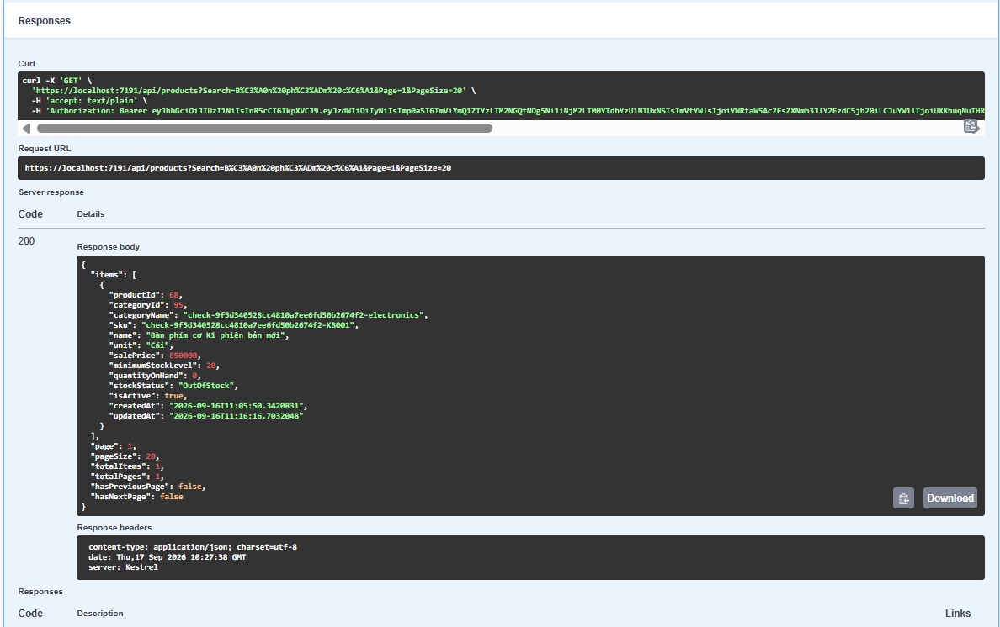 Responses
Curl
curl -X 'GET' \
'https://localhost:7191/api/products?Search=B%C3%A0n%20ph%C3%ADm%20c%C6%A1&Page=1&PageSize=20' \
-H 'accept: text/plain' \
-H 'Authorization: Bearer
Request URL
https://localhost:7191/api/products?Search=B%C3%A0n%20ph%C3%ADm%20c%C6%A1&Page=1&PageSize=20
Server response
Code Details
200
Response body
{
"items": [
{
"productId": 68,
"categoryId": 95,
"categoryName": "check-9f5d340528cc4810a7ee6fd50b2674f2-electronics",
"sku": "check-9f5d340528cc4810a7ee6fd50b2674f2-KB001",
"name": "Bàn phím cơ K1 phiên bản mới",
"unit": "Cái",
"salePrice": 850000,
"minimumStockLevel": 20,
"quantityOnHand": 0,
"stockStatus": "OutOfStock",
"isActive": true,
"createdAt": "2026-09-16T11:05:50.3420831",
"updatedAt": "2026-09-16T11:16:16.7032048"
}
],
"page": 1,
"pageSize": 20,
"totalItems": 1,
"totalPages": 1,
"hasPreviousPage": false,
"hasNextPage": false
}
Download
Response headers
content-type: application/json; charset=utf-8
date: Thu,17 Sep 2026 10:27:38 GMT
server: Kestrel
Responses
Code Description Links